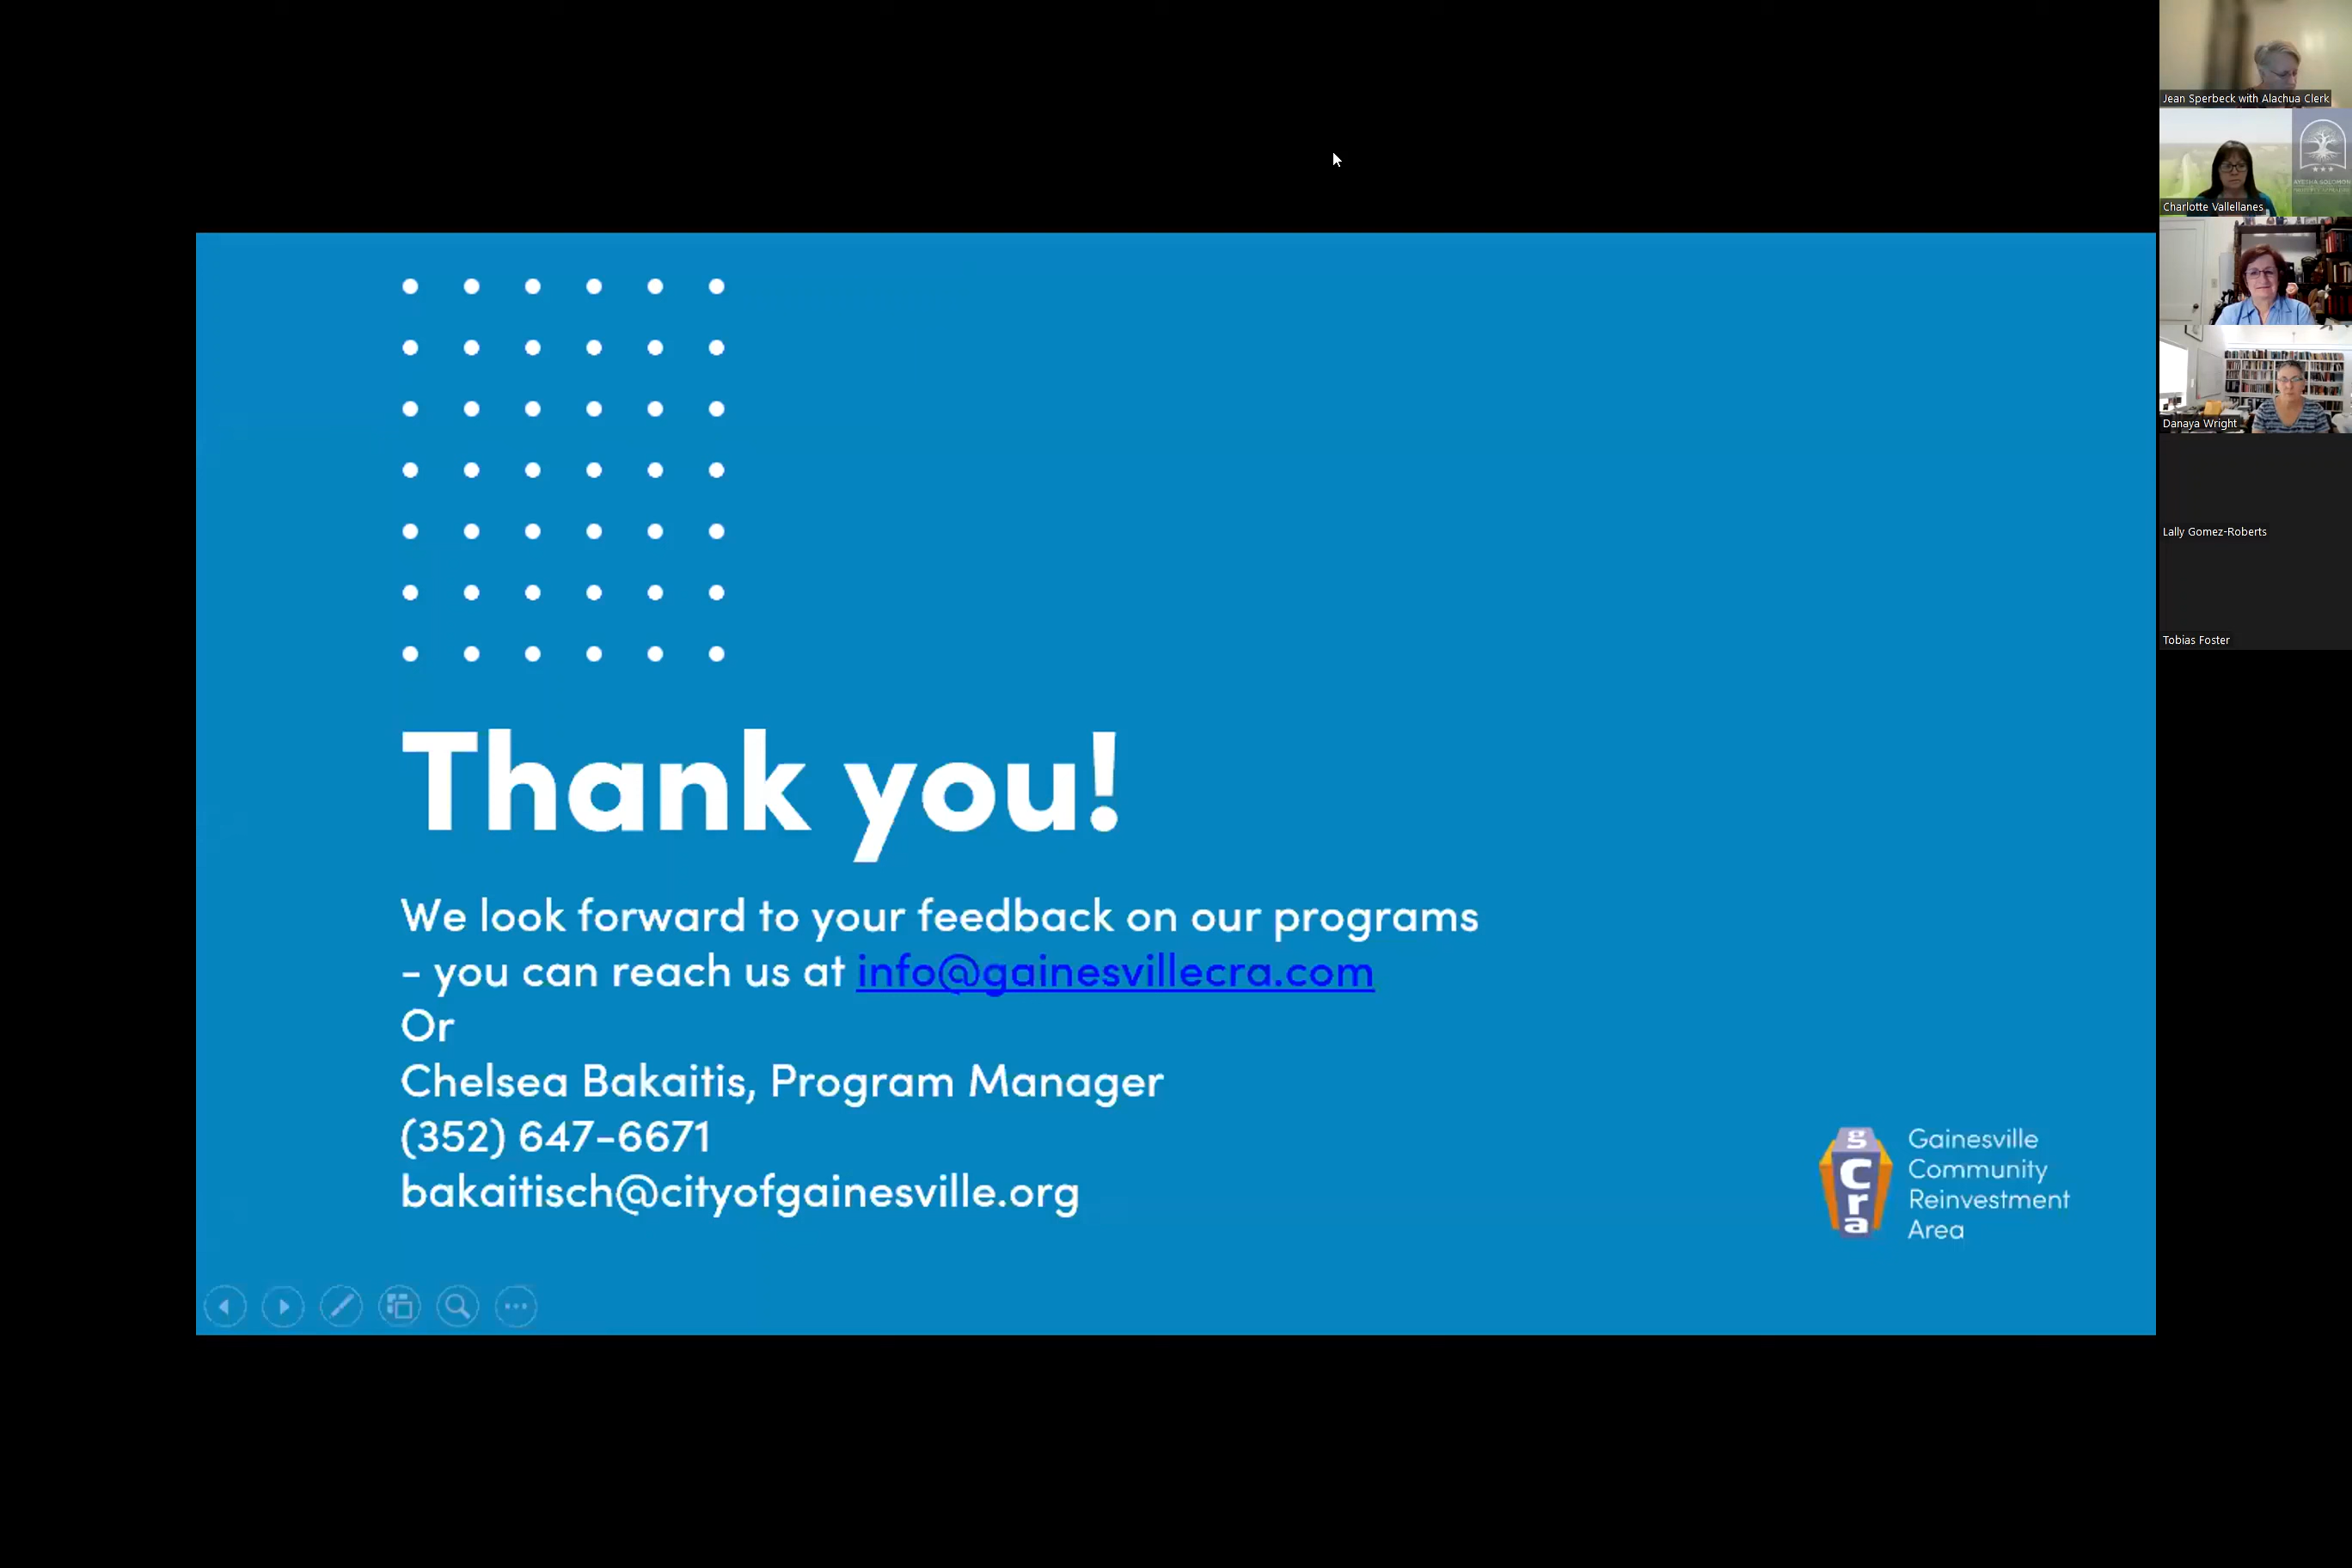 Thank you!
We look forward to your feedback on our programs
- you can reach us at info@gainesvillecra.com
Or
Chelsea Bakaitis, Program Manager
(352) 647-6671
bakaitisch@cityofgainesville.org
g
c
r
a
Gainesville
Community
Reinvestment
Area
Jean Sperbeck with Alachua Clerk
Charlotte Vallellanes
Danaya Wright
Lally Gomez-Roberts
Tobias Foster